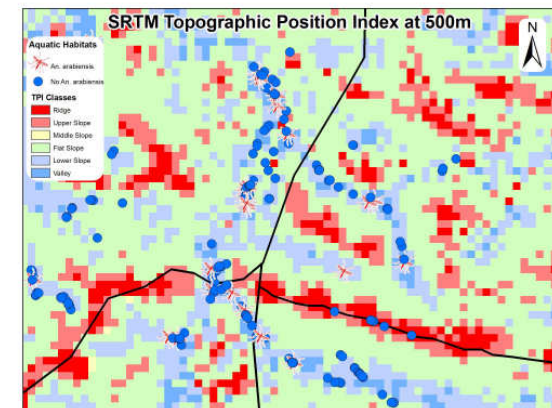 SRTM Topographic Position Index at 500m
N
Aquatic Habitats
An. arabiensis
No An. arabiensis
TPI Classes
Ridge
Upper Slope
Middle Slope
Flat Slope
Lower Slope
Valley